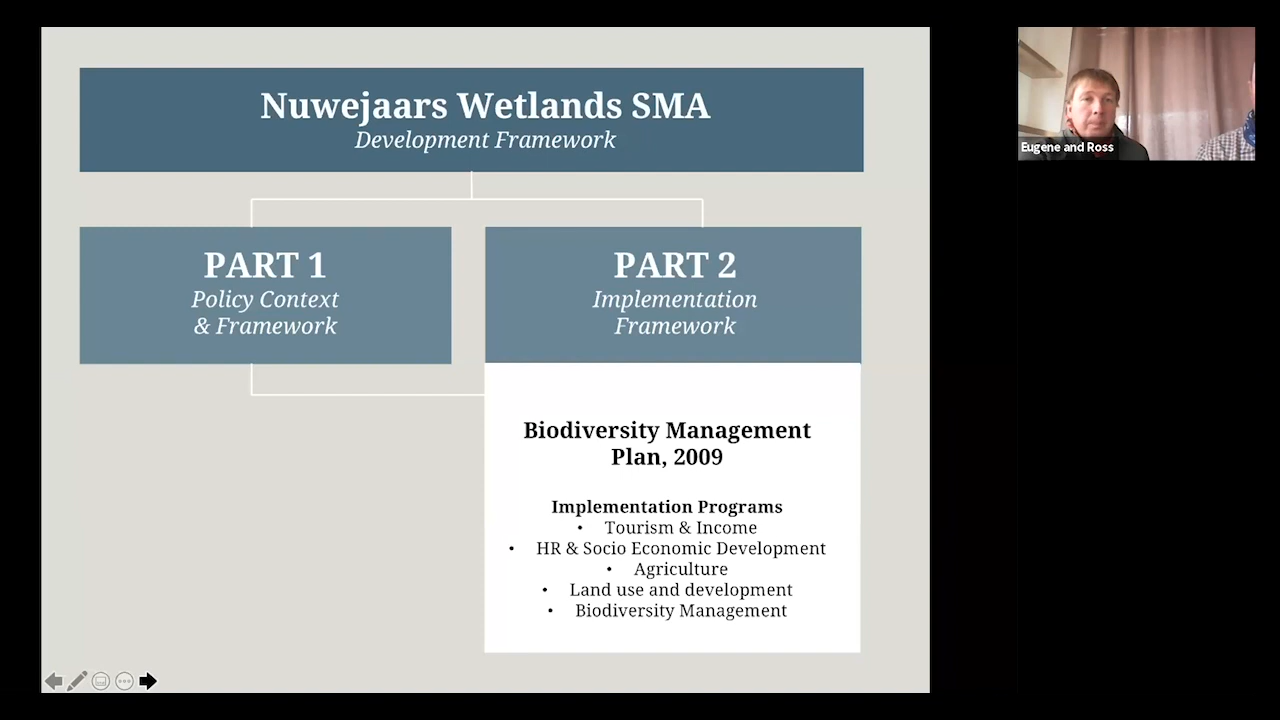 Nuwejaars Wetlands SMA
Development Framework
PART 1
Policy Context
& Framework
PART 2
Implementation
Framework
Biodiversity Management
Plan, 2009
Implementation Programs
• Tourism & Income
• HR & Socio Economic Development
• Agriculture
• Land use and development
• Biodiversity Management
Eugene and Ross